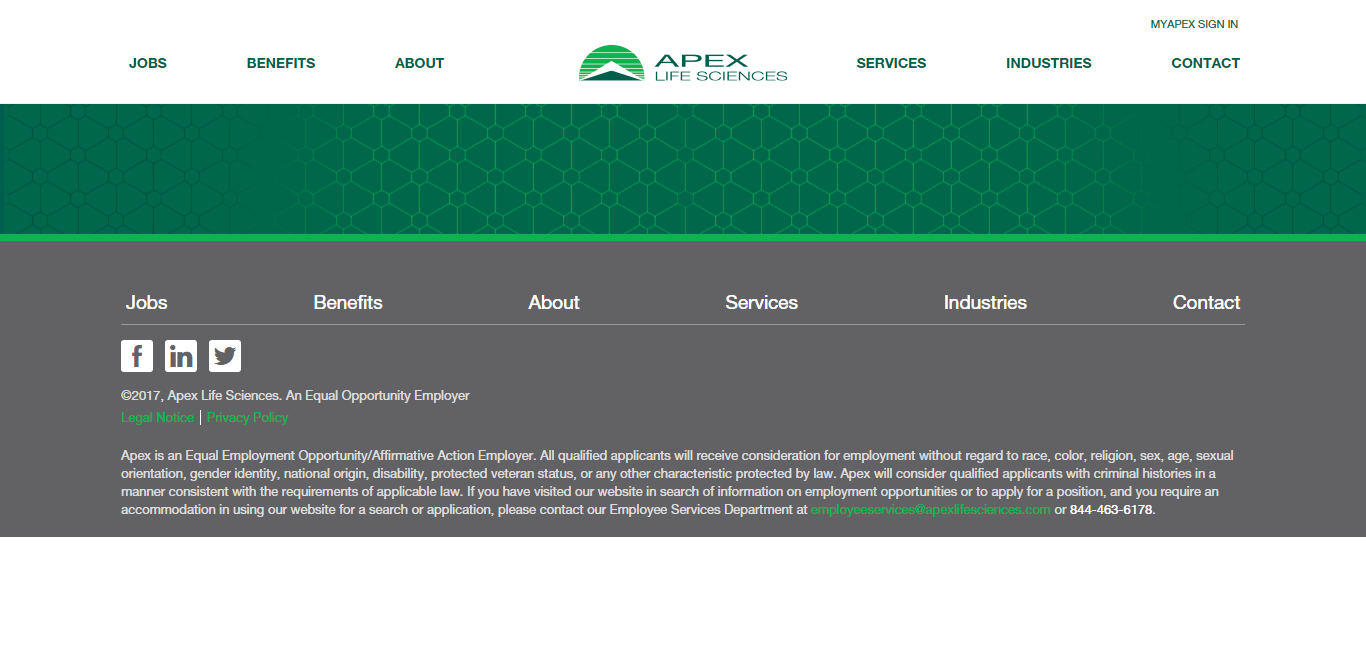 MYAPEX SIGN IN
JOBS BENEFITS ABOUT APEX LIFE SCIENCES SERVICES INDUSTRIES CONTACT
Jobs Benefits About Services Industries Contact
f in
©2017, Apex Life Sciences. An Equal Opportunity Employer
Legal Notice | Privacy Policy
Apex is an Equal Employment Opportunity/Affirmative Action Employer. All qualified applicants will receive consideration for employment without regard to race, color, religion, sex, age, sexual
orientation, gender identity, national origin, disability, protected veteran status, or any other characteristic protected by law. Apex will consider qualified applicants with criminal histories in a
manner consistent with the requirements of applicable law. If you have visited our website in search of information on employment opportunities or to apply for a position, and you require an
accommodation in using our website for a search or application, please contact our Employee Services Department at employeeservices@apexlifesciences.com or 844-463-6178.